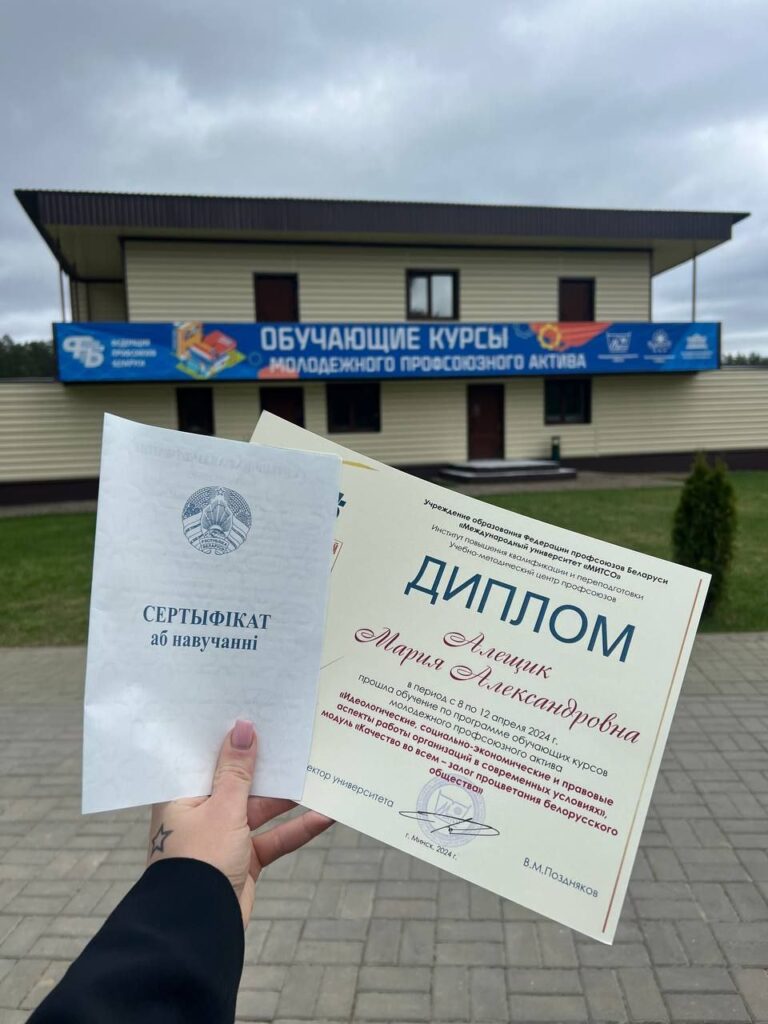 ФПБ
ФЕДЕРАЦИЯ
ПРОФСОЮЗОВ
БЕЛАРУСИ
ОБУЧАЮЩИЕ КУРСЫ
МОЛОДЕЖНОГО ПРОФСОЮЗНОГО АКТИВА
СЕРТЫФІКАТ
аб навучанні
Учреждение образования Федерации профсоюзов Беларуси
«Международный университет «МИТСО»
Институт повышения квалификации и переподготовки
Учебно-методический центр профсоюзов
ДИПЛОМ
Алещик
Мария Александровна
в период с 8 по 12 апреля 2024 г.
прошла обучение по программе обучающих курсов
молодежного профсоюзного актива
«Идеологические, социально-экономические и правовые
аспекты работы организаций в современных условиях»,
модуль «Качество во всем – залог процветания белорусского
общества»
ректор университета
В.М.Поздняков
г. Минск, 2024 г.